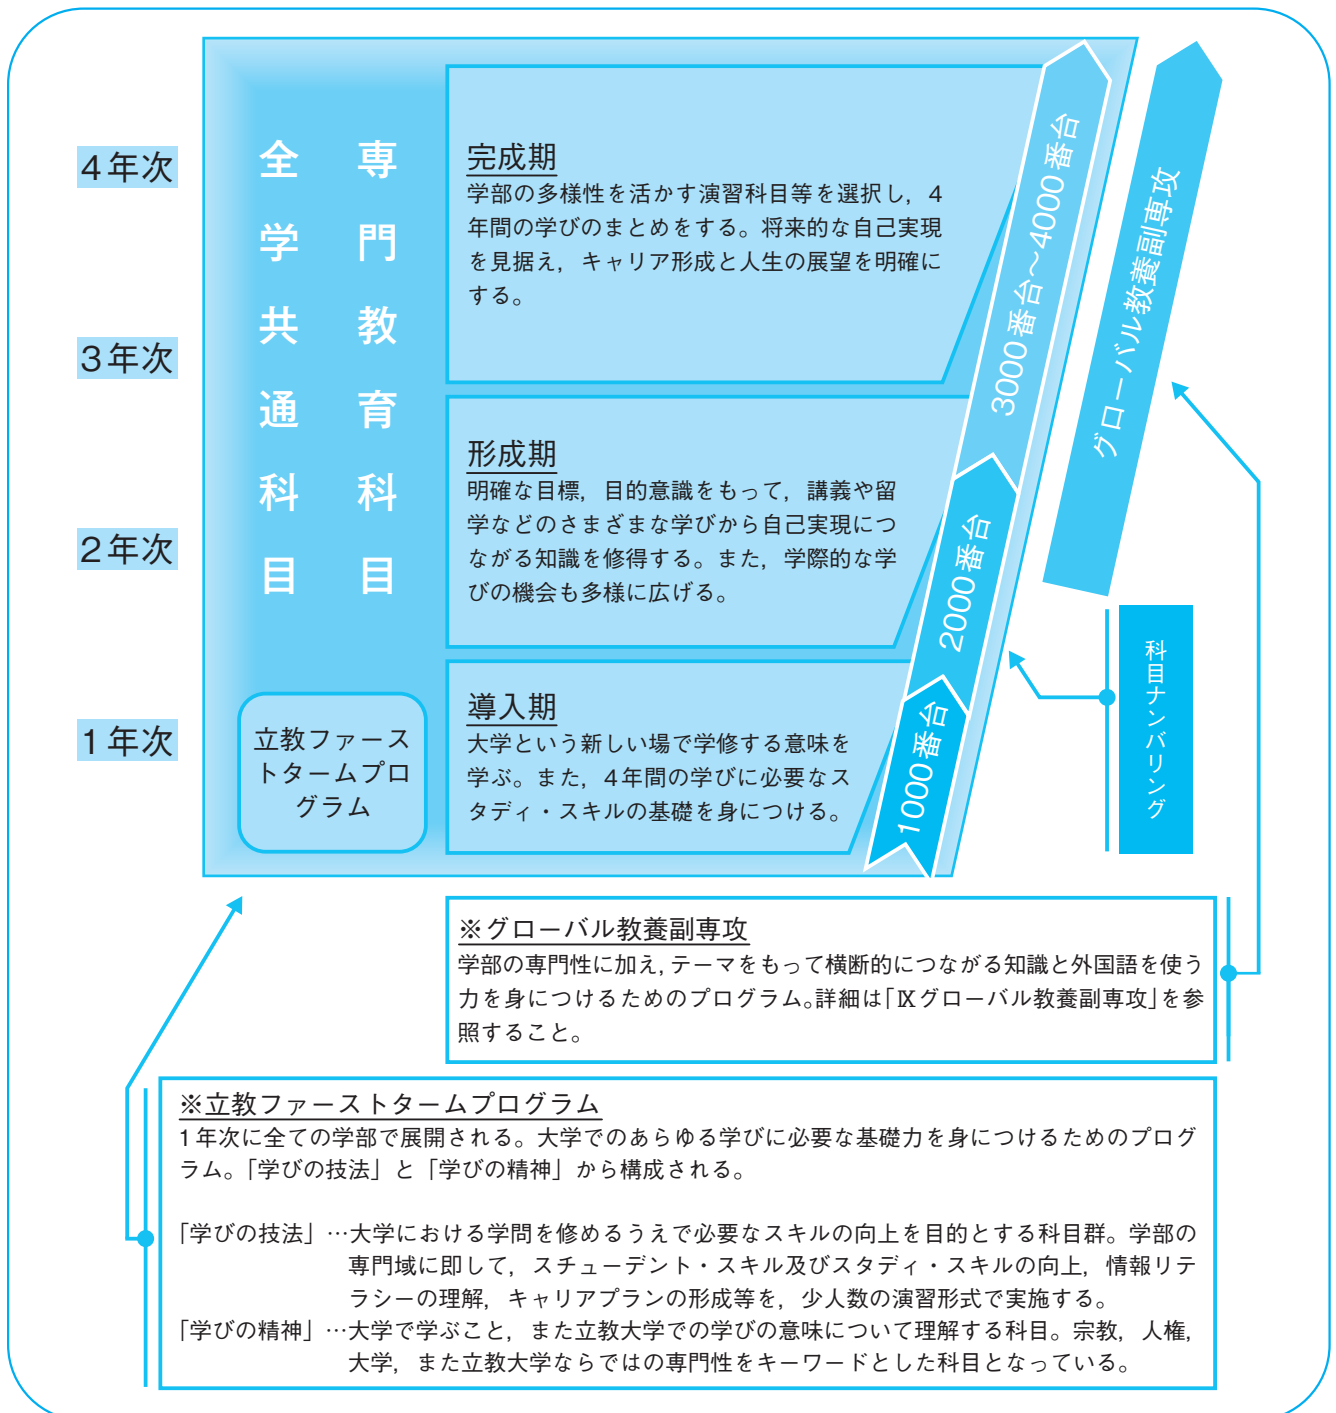 4年次
3年次
2年次
1年次
全学共通科目
専門教育科目
立教ファース
トタームプロ
グラム
完成期
学部の多様性を活かす演習科目等を選択し，4
年間の学びのまとめをする。将来的な自己実現
を見据え，キャリア形成と人生の展望を明確に
する。
形成期
明確な目標，目的意識をもって，講義や留
学などのさまざまな学びから自己実現につ
ながる知識を修得する。また，学際的な学
びの機会も多様に広げる。
導入期
大学という新しい場で学修する意味を
学ぶ。また，4年間の学びに必要なス
タディ・スキルの基礎を身につける。
3000番台～4000番台
2000番台
1000番台
グローバル教養副専攻
科目ナンバリング
※グローバル教養副専攻
学部の専門性に加え，テーマをもって横断的につながる知識と外国語を使う
力を身につけるためのプログラム。詳細は「Ⅸグローバル教養副専攻」を参
照すること。
※立教ファーストタームプログラム
1年次に全ての学部で展開される。大学でのあらゆる学びに必要な基礎力を身につけるためのプログ
ラム。「学びの技法」と「学びの精神」から構成される。
「学びの技法」…大学における学問を修めるうえで必要なスキルの向上を目的とする科目群。学部の
専門域に即して，スチューデント・スキル及びスタディ・スキルの向上，情報リテ
ラシーの理解，キャリアプランの形成等を，少人数の演習形式で実施する。
「学びの精神」…大学で学ぶこと，また立教大学での学びの意味について理解する科目。宗教，人権，
大学，また立教大学ならではの専門性をキーワードとした科目となっている。